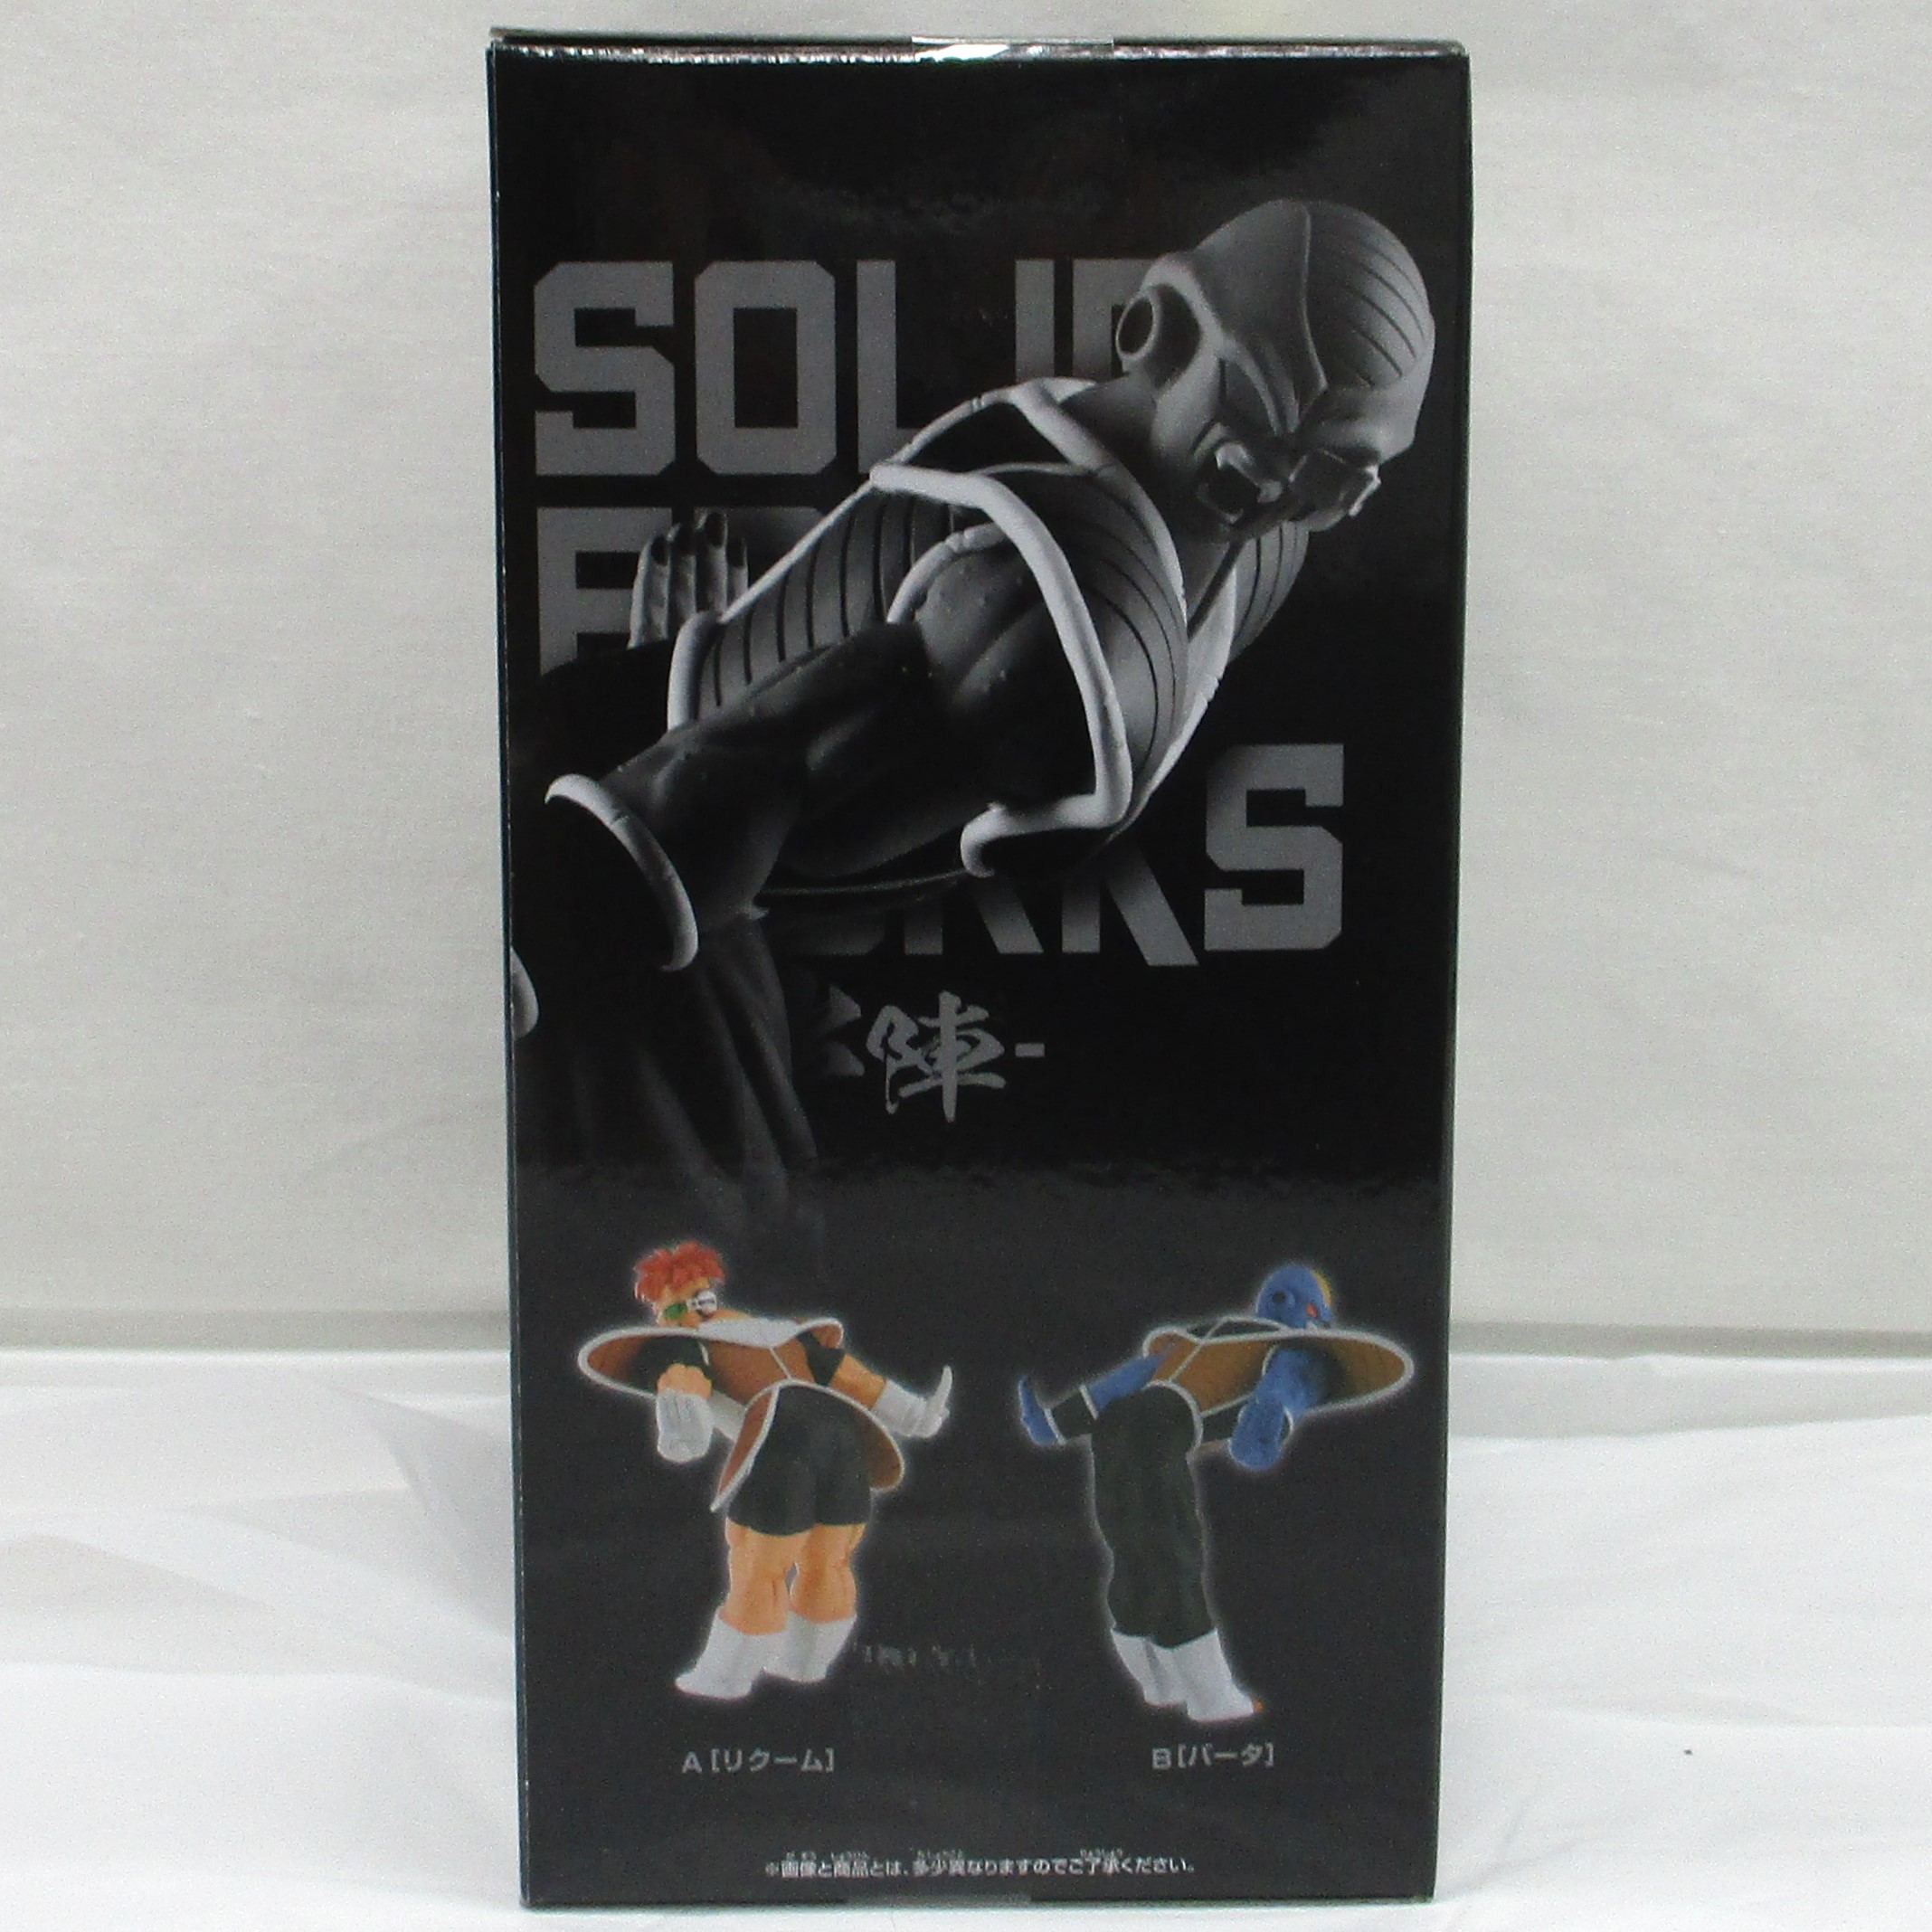 SOLID
E
RKS
陣-
A[リクーム]
B[バータ]
※画像と商品とは、多少異なりますのでご了承ください。